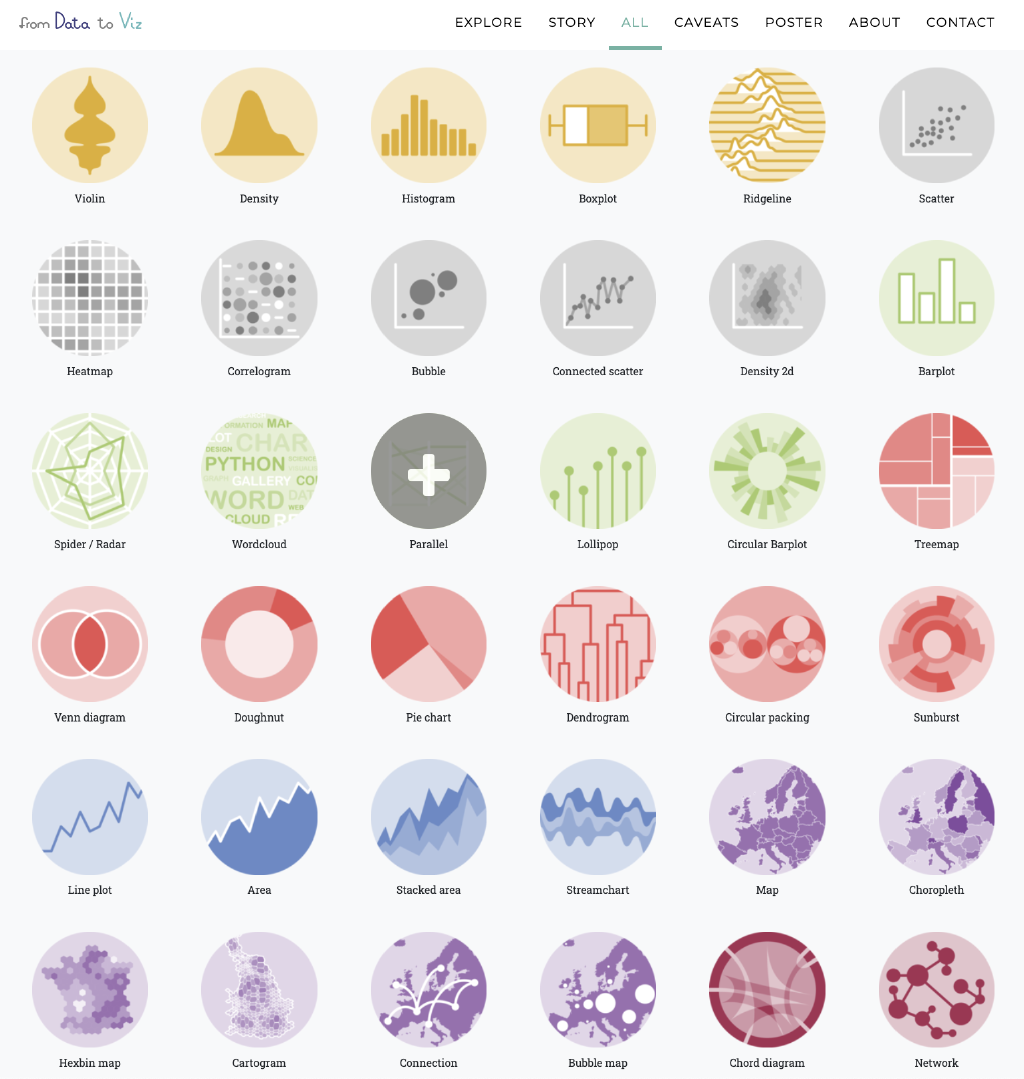 from Data to Viz
EXPLORE STORY ALL CAVEATS POSTER ABOUT CONTACT
Violin Density Histogram Boxplot Ridgeline Scatter
Heatmap Correlogram Bubble Connected scatter Density 2d Barplot
MAP
CHAR
DESIGN
PYTHON
GALLERY
WORD
CLOUD
Spider / Radar Wordcloud Parallel Lollipop Circular Barplot Treemap
Venn diagram Doughnut Pie chart Dendrogram Circular packing Sunburst
Line plot Area Stacked area Streamchart Map Choropleth
Hexbin map Cartogram Connection Bubble map Chord diagram Network